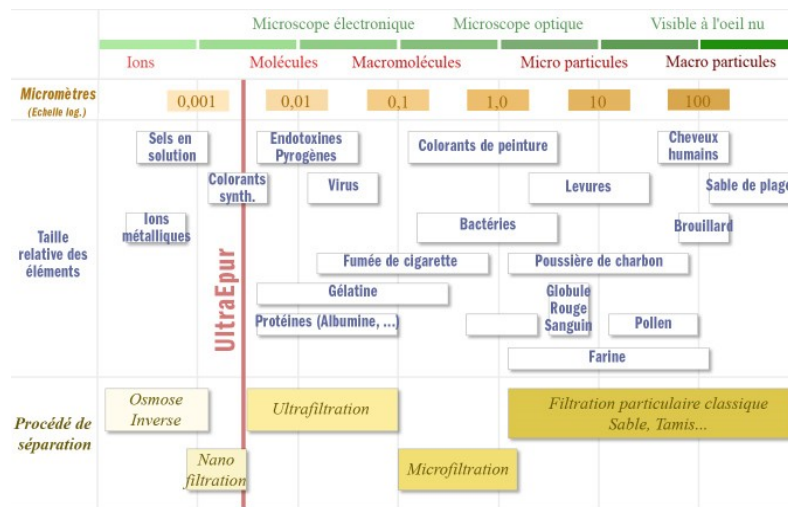 Microscope électronique Microscope optique Visible à l'oeil nu
Ions Molécules Macromolécules Micro particules Macro particules
Micromètres
(Echelle log.)
0,001 0,01 0,1 1,0 10 100
Sels en
solution
Endotoxines
Pyrogènes
Colorants de peinture
Cheveux
humains
Colorants
synth.
Virus
Levures
Sable de plage
Ions
métalliques
Bactéries
Brouillard
Taille
relative des
éléments
Fumée de cigarette
Poussière de charbon
Gélatine
Globule
Rouge
Sanguin
Protéines (Albumine, ...)
Pollen
Farine
UltraEpur
Procédé de
séparation
Osmose
Inverse
Ultrafiltration
Filtration particulaire classique
Sable, Tamis...
Nano
filtration
Microfiltration